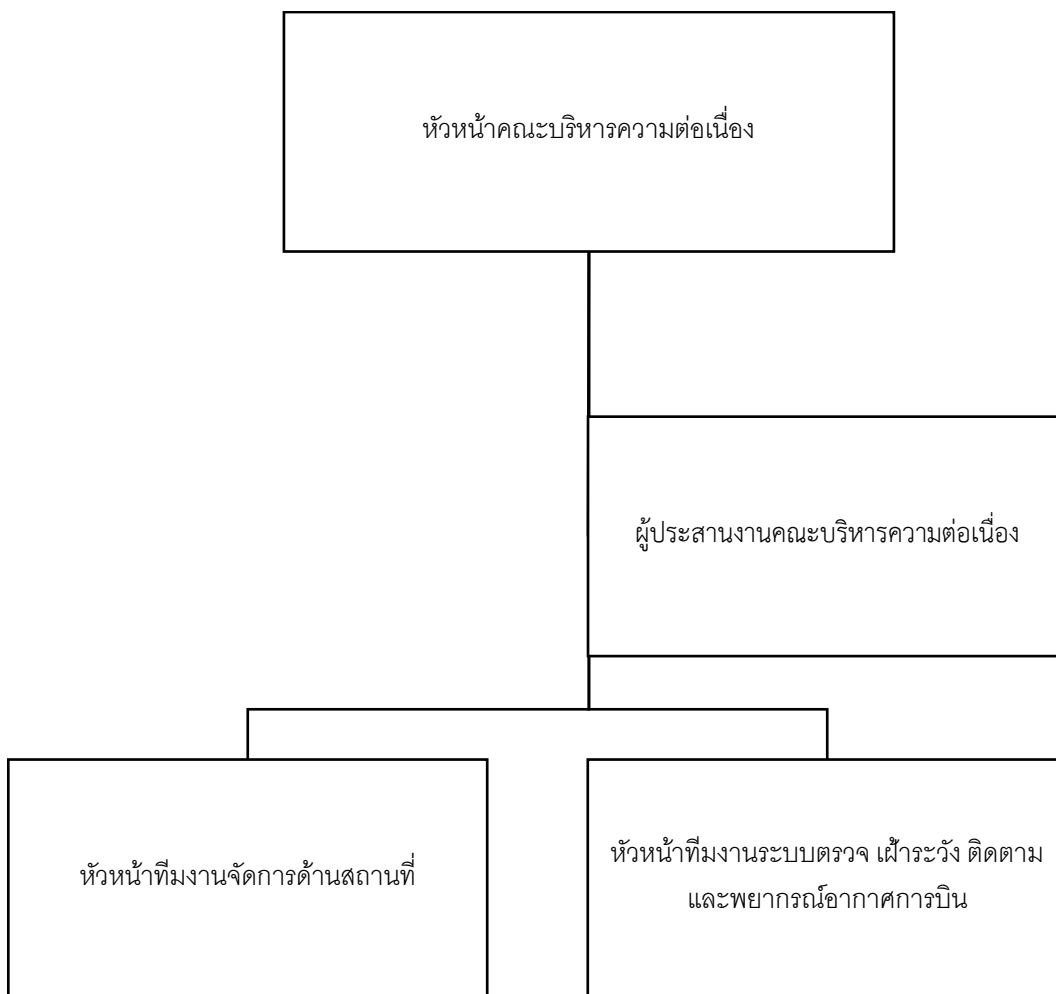 หัวหน้าคณะบริหารความต่อเนื่อง
ผู้ประสานงานคณะบริหารความต่อเนื่อง
หัวหน้าทีมงานจัดการด้านสถานที่
หัวหน้าทีมงานระบบตรวจ เฝ้าระวัง ติดตาม
และพยากรณ์อากาศการบิน